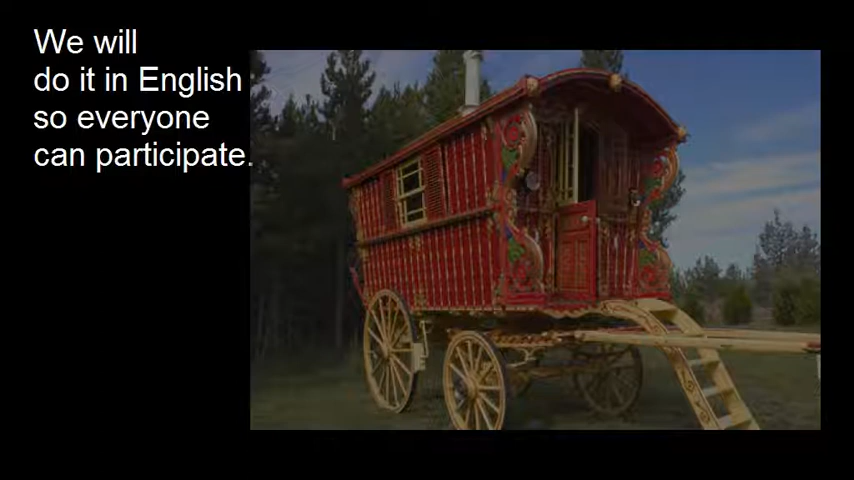 We will
do it in English
so everyone
can participate.